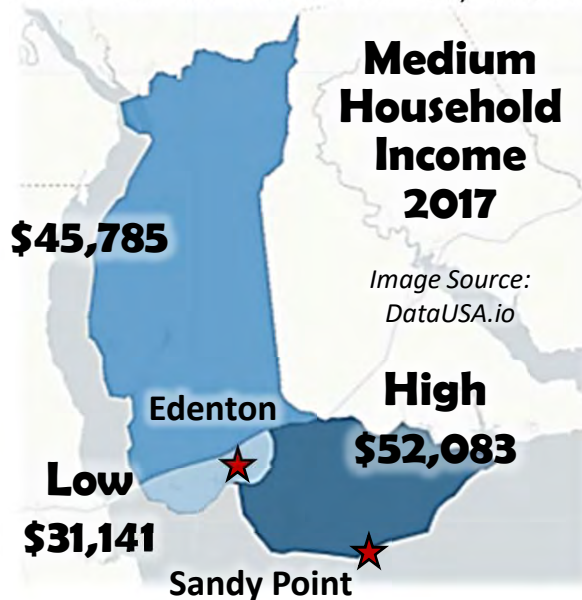 Medium
Household
Income
2017
$45,785
Image Source:
DataUSA.io
High
$52,083
Edenton
Low
$31,141
Sandy Point